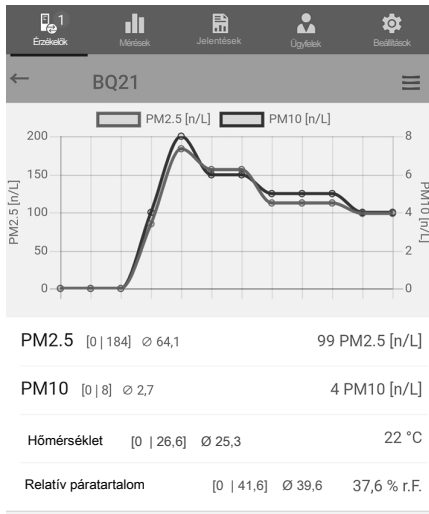 1
Érzékelők Mérések Jelentések Ügyfelek Beállítások
BQ21
PM2.5 [n/L] PM10 [n/L]
200 8
150 6
100 4
50 2
0 0
PM2.5 [n/L]
PM10 [n/L]
PM2.5 [0 | 184] Ø 64,1 99 PM2.5 [n/L]
PM10 [0 | 8] Ø 2,7 4 PM10 [n/L]
Hőmérséklet [0 | 26,6] Ø 25,3 22 °C
Relatív páratartalom [0 | 41,6] Ø 39,6 37,6 % r.F.